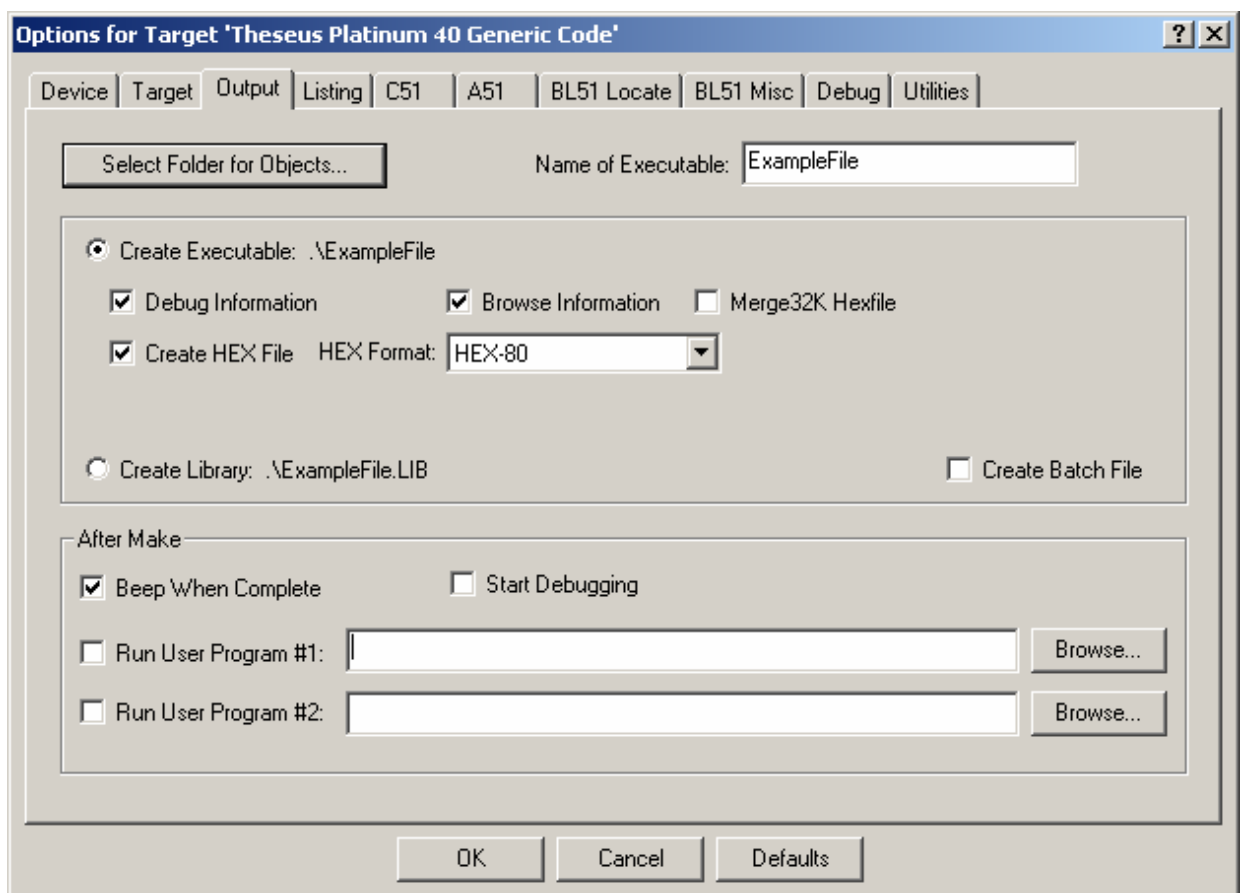 Options for Target 'Theseus Platinum 40 Generic Code'
Device Target Output Listing C51 A51 BL51 Locate BL51 Misc Debug Utilities
Select Folder for Objects... Name of Executable: ExampleFile
Create Executable: .\ExampleFile
Debug Information Browse Information Merge32K Hexfile
Create HEX File HEX Format: HEX-80
Create Library: .\ExampleFile.LIB Create Batch File
After Make
Beep When Complete Start Debugging
Run User Program #1: Browse...
Run User Program #2: Browse...
OK Cancel Defaults